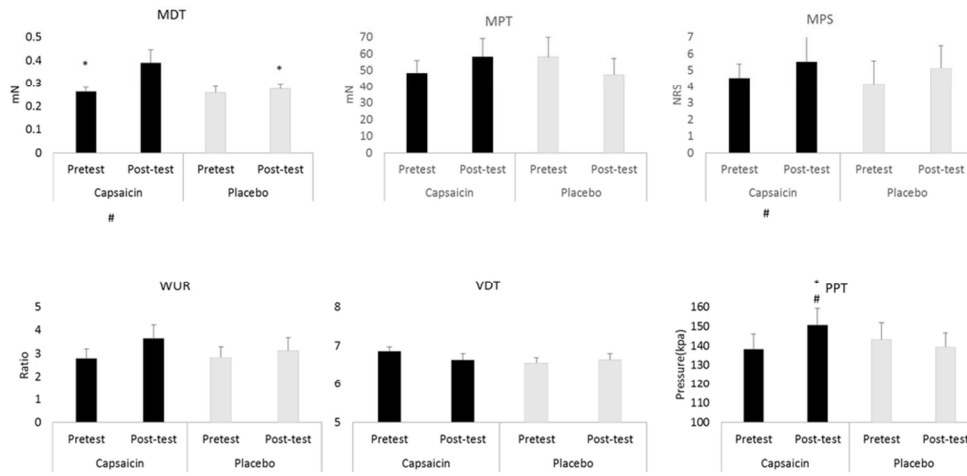 MDT
mN
0.5
0.4
0.3
0.2
0.1
0
*
*
Pretest Post-test Pretest Post-test
Capsaicin Placebo
#
MPT
mN
70
60
50
40
30
20
10
0
Pretest Post-test Pretest Post-test
Capsaicin Placebo
MPS
NRS
7
6
5
4
3
2
1
0
Pretest Post-test Pretest Post-test
Capsaicin Placebo
#
WUR
Ratio
5
4
3
2
1
0
Pretest Post-test Pretest Post-test
Capsaicin Placebo
VDT
8
7
6
5
Pretest Post-test Pretest Post-test
Capsaicin Placebo
*
# PPT
Pressure(kpa)
160
150
140
130
120
110
100
Pretest Post-test Pretest Post-test
Capsaicin Placebo